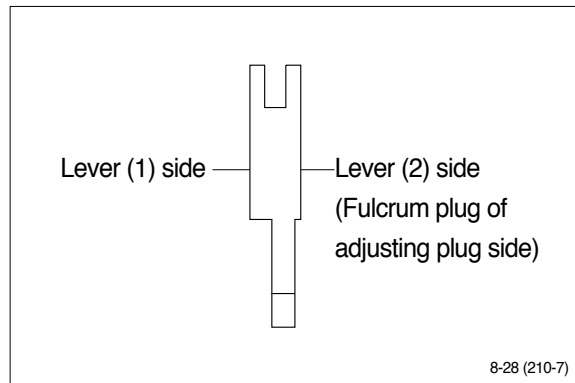 Lever (1) side
Lever (2) side
(Fulcrum plug of
adjusting plug side)
8-28 (210-7)